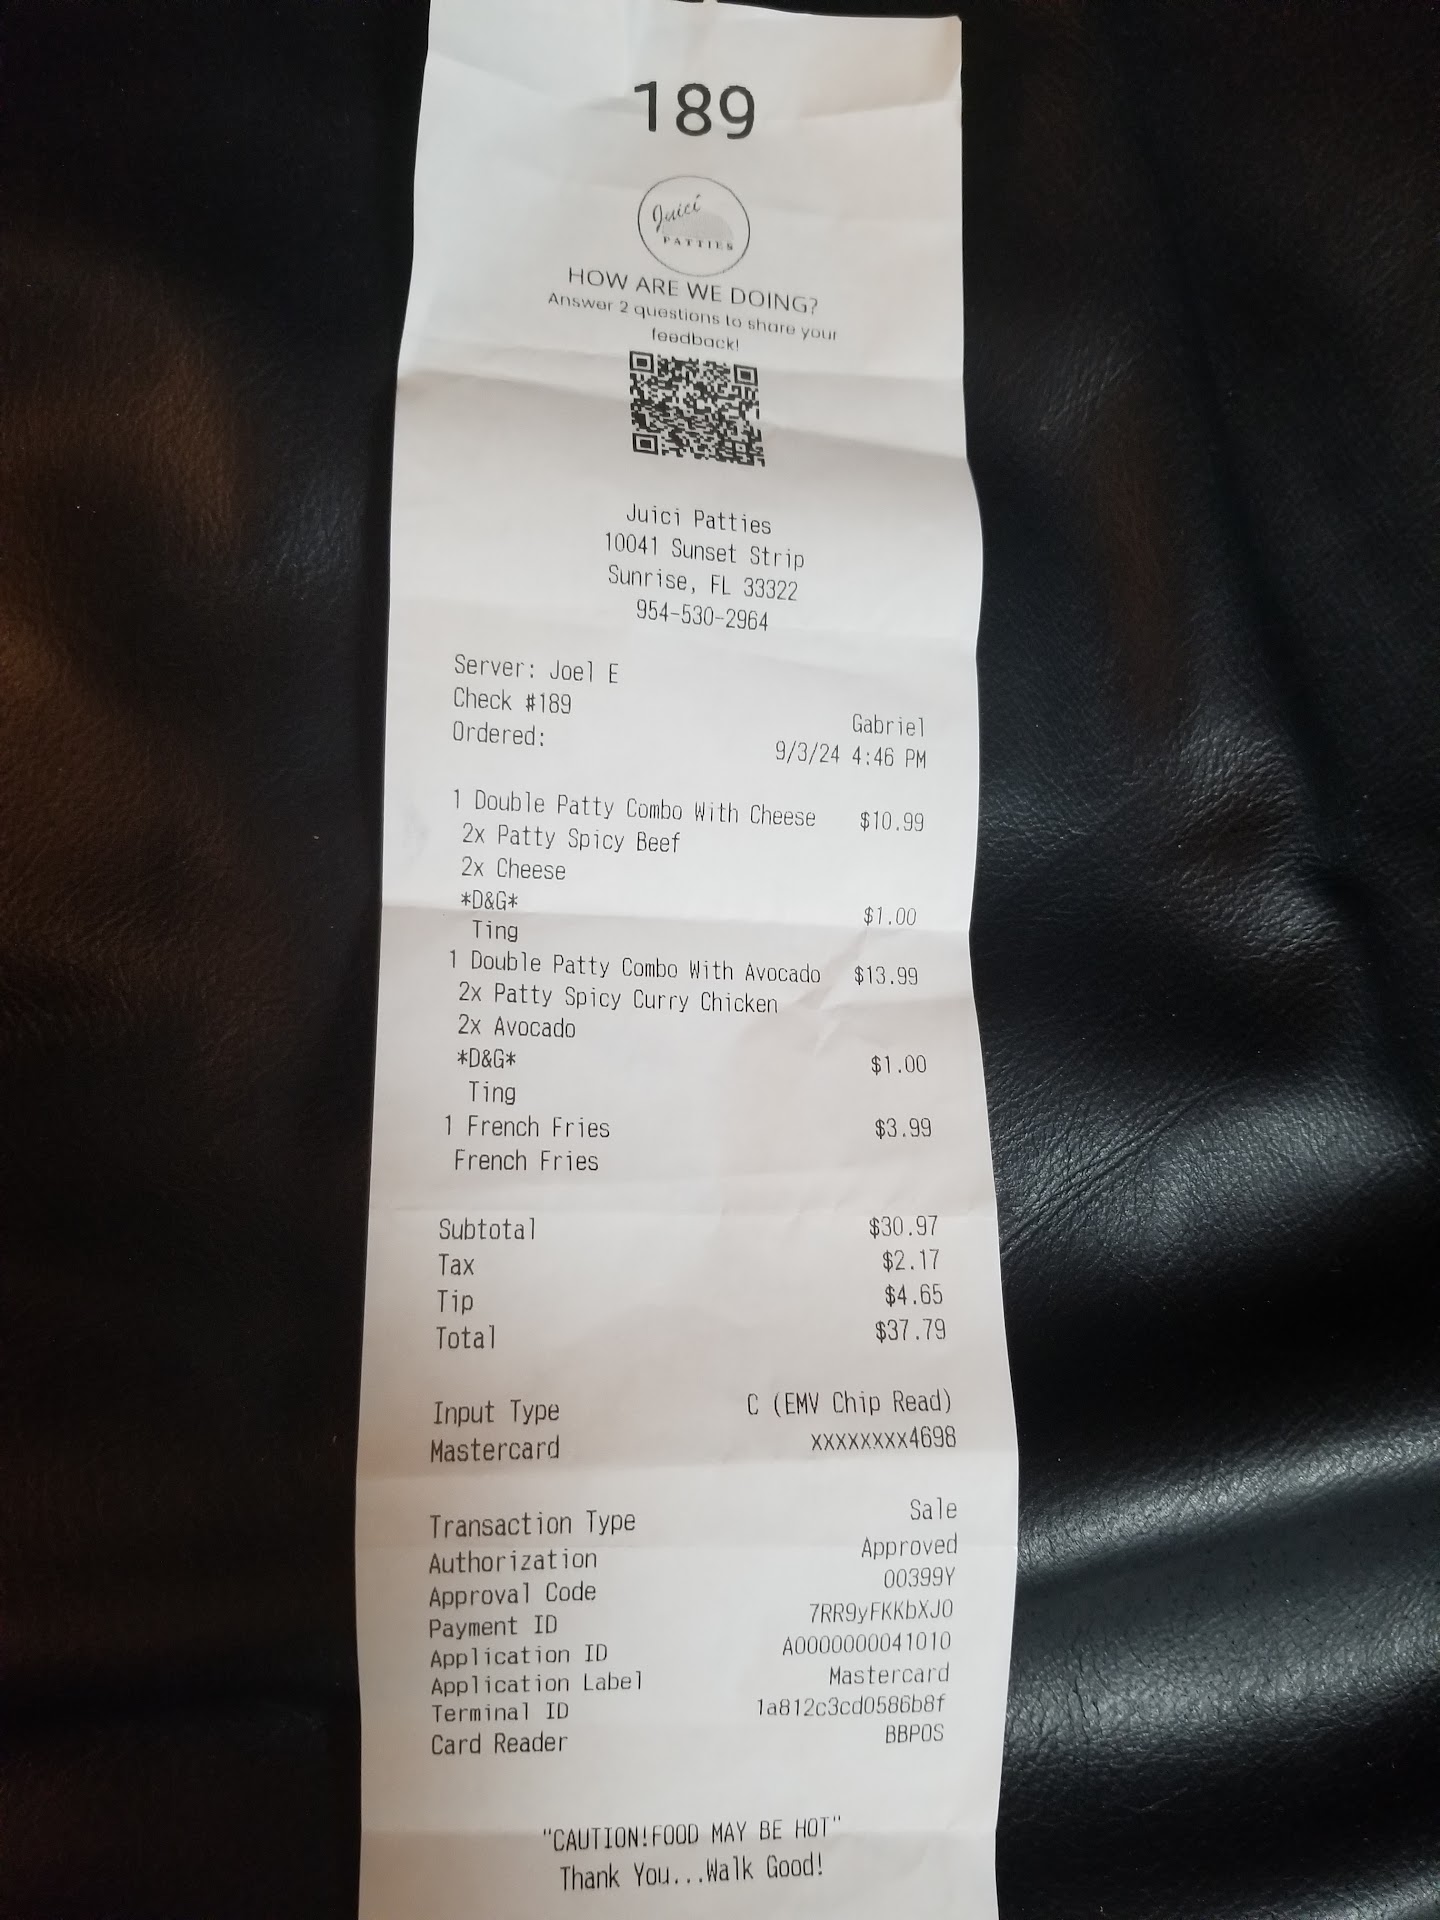 189
Juici
PATTIES
HOW ARE WE DOING?
Answer 2 questions to share your
feedback!
Juici Patties
10041 Sunset Strip
Sunrise, FL 33322
954-530-2964
Server: Joel E
Check #189 Gabriel
Ordered: 9/3/24 4:46 PM
1 Double Patty Combo With Cheese $10.99
2x Patty Spicy Beef
2x Cheese
*D&G* $1.00
Ting
1 Double Patty Combo With Avocado $13.99
2x Patty Spicy Curry Chicken
2x Avocado
*D&G* $1.00
Ting
1 French Fries $3.99
French Fries
Subtotal $30.97
Tax $2.17
Tip $4.65
Total $37.79
Input Type C (EMV Chip Read)
Mastercard xxxxxxxx4698
Transaction Type Sale
Authorization Approved
Approval Code 00399Y
Payment ID 7RR9yFKKbXJ0
Application ID A0000000041010
Application Label Mastercard
Terminal ID 1a812c3cd0586b8f
Card Reader BBPOS
"CAUTION!FOOD MAY BE HOT"
Thank You...Walk Good!